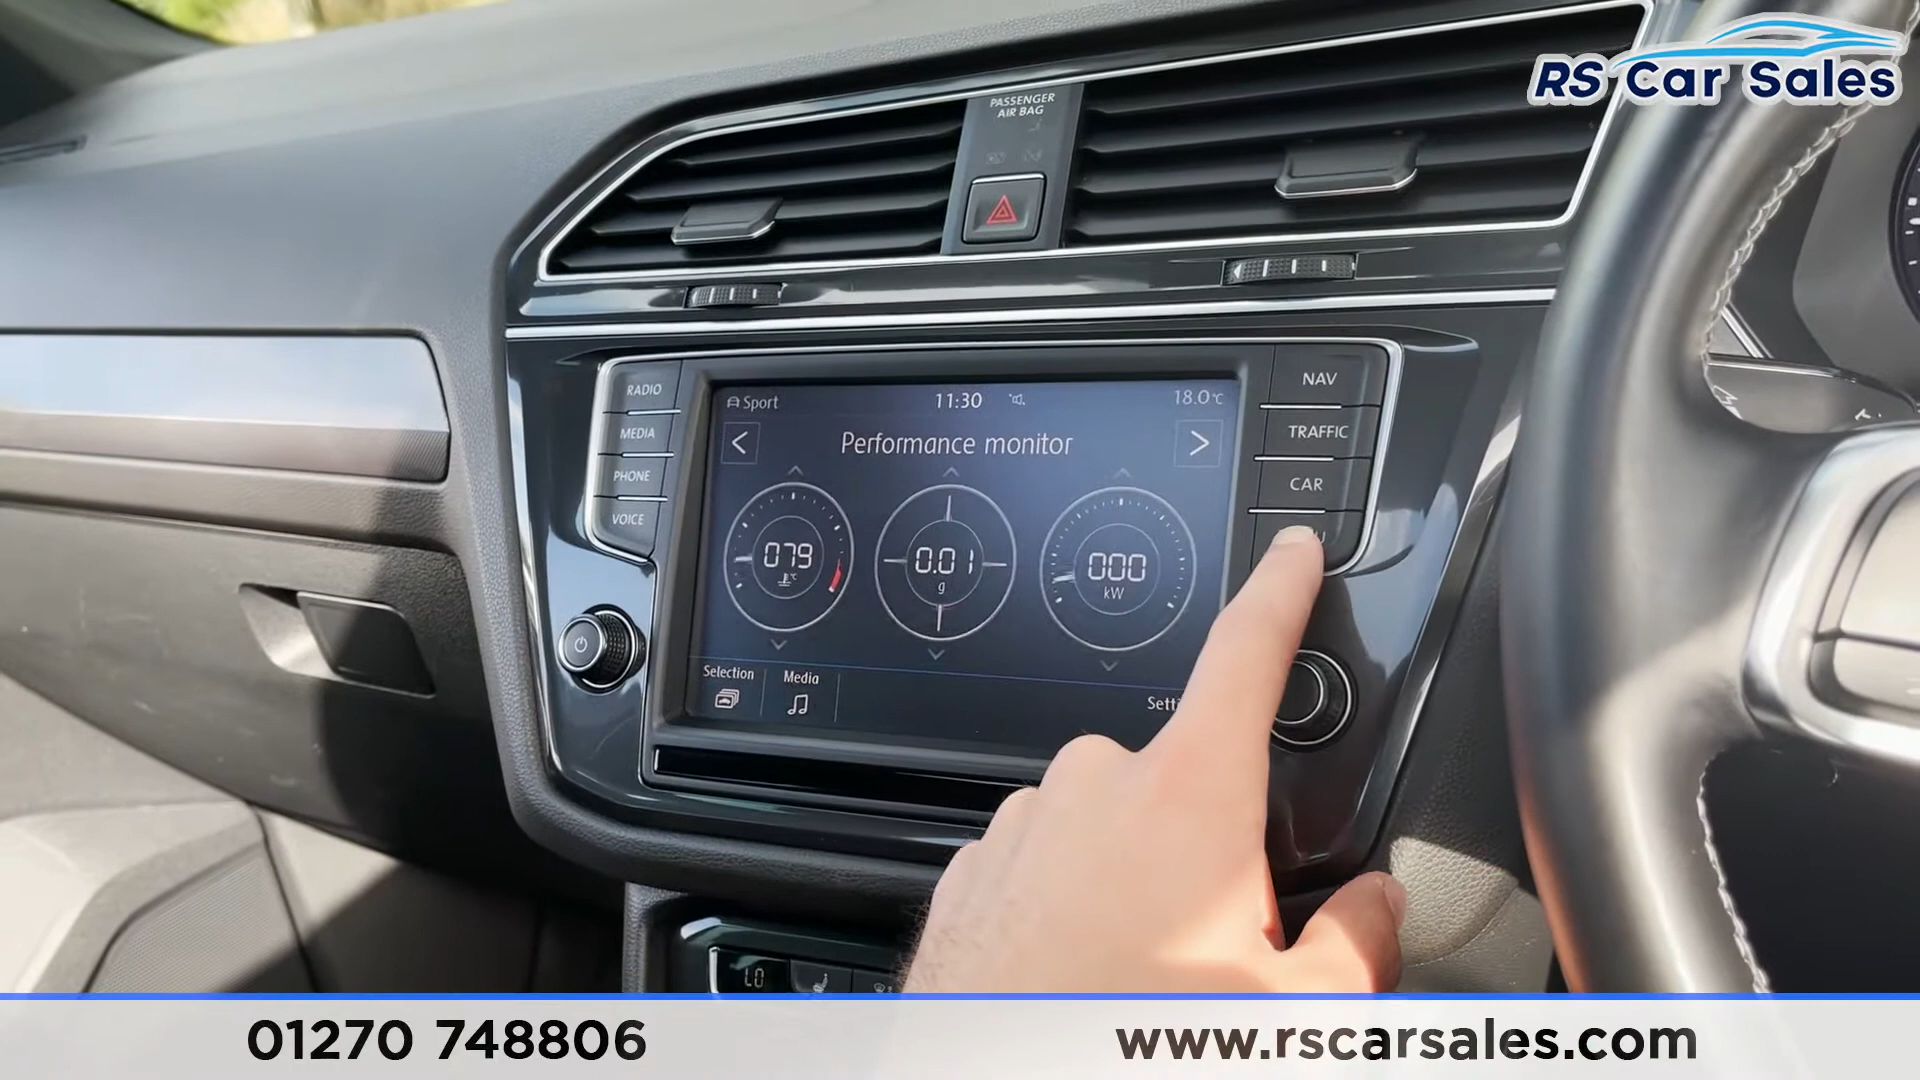 RS Car Sales
PASSENGER
AIR BAG
RADIO
MEDIA
PHONE
VOICE
NAV
TRAFFIC
CAR
Sport 11:30 18.0°C
< Performance monitor >
079 °C
0.01 g
000 kW
Selection Media
LO
01270 748806 www.rscarsales.com